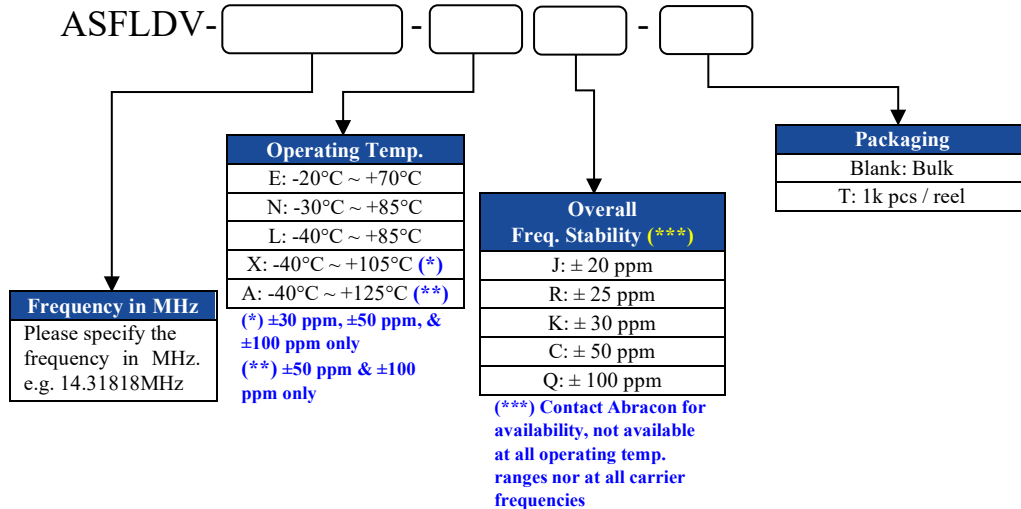 ASFLDV- - -
Frequency in MHz
Please specify the
frequency in MHz.
e.g. 14.31818MHz
Operating Temp.
E: -20°C ~ +70°C
N: -30°C ~ +85°C
L: -40°C ~ +85°C
X: -40°C ~ +105°C (*)
A: -40°C ~ +125°C (**)
(*) ±30 ppm, ±50 ppm, &
±100 ppm only
(**) ±50 ppm & ±100
ppm only
Overall
Freq. Stability (***)
J: ± 20 ppm
R: ± 25 ppm
K: ± 30 ppm
C: ± 50 ppm
Q: ± 100 ppm
(***) Contact Abracon for
availability, not available
at all operating temp.
ranges nor at all carrier
frequencies
Packaging
Blank: Bulk
T: 1k pcs / reel